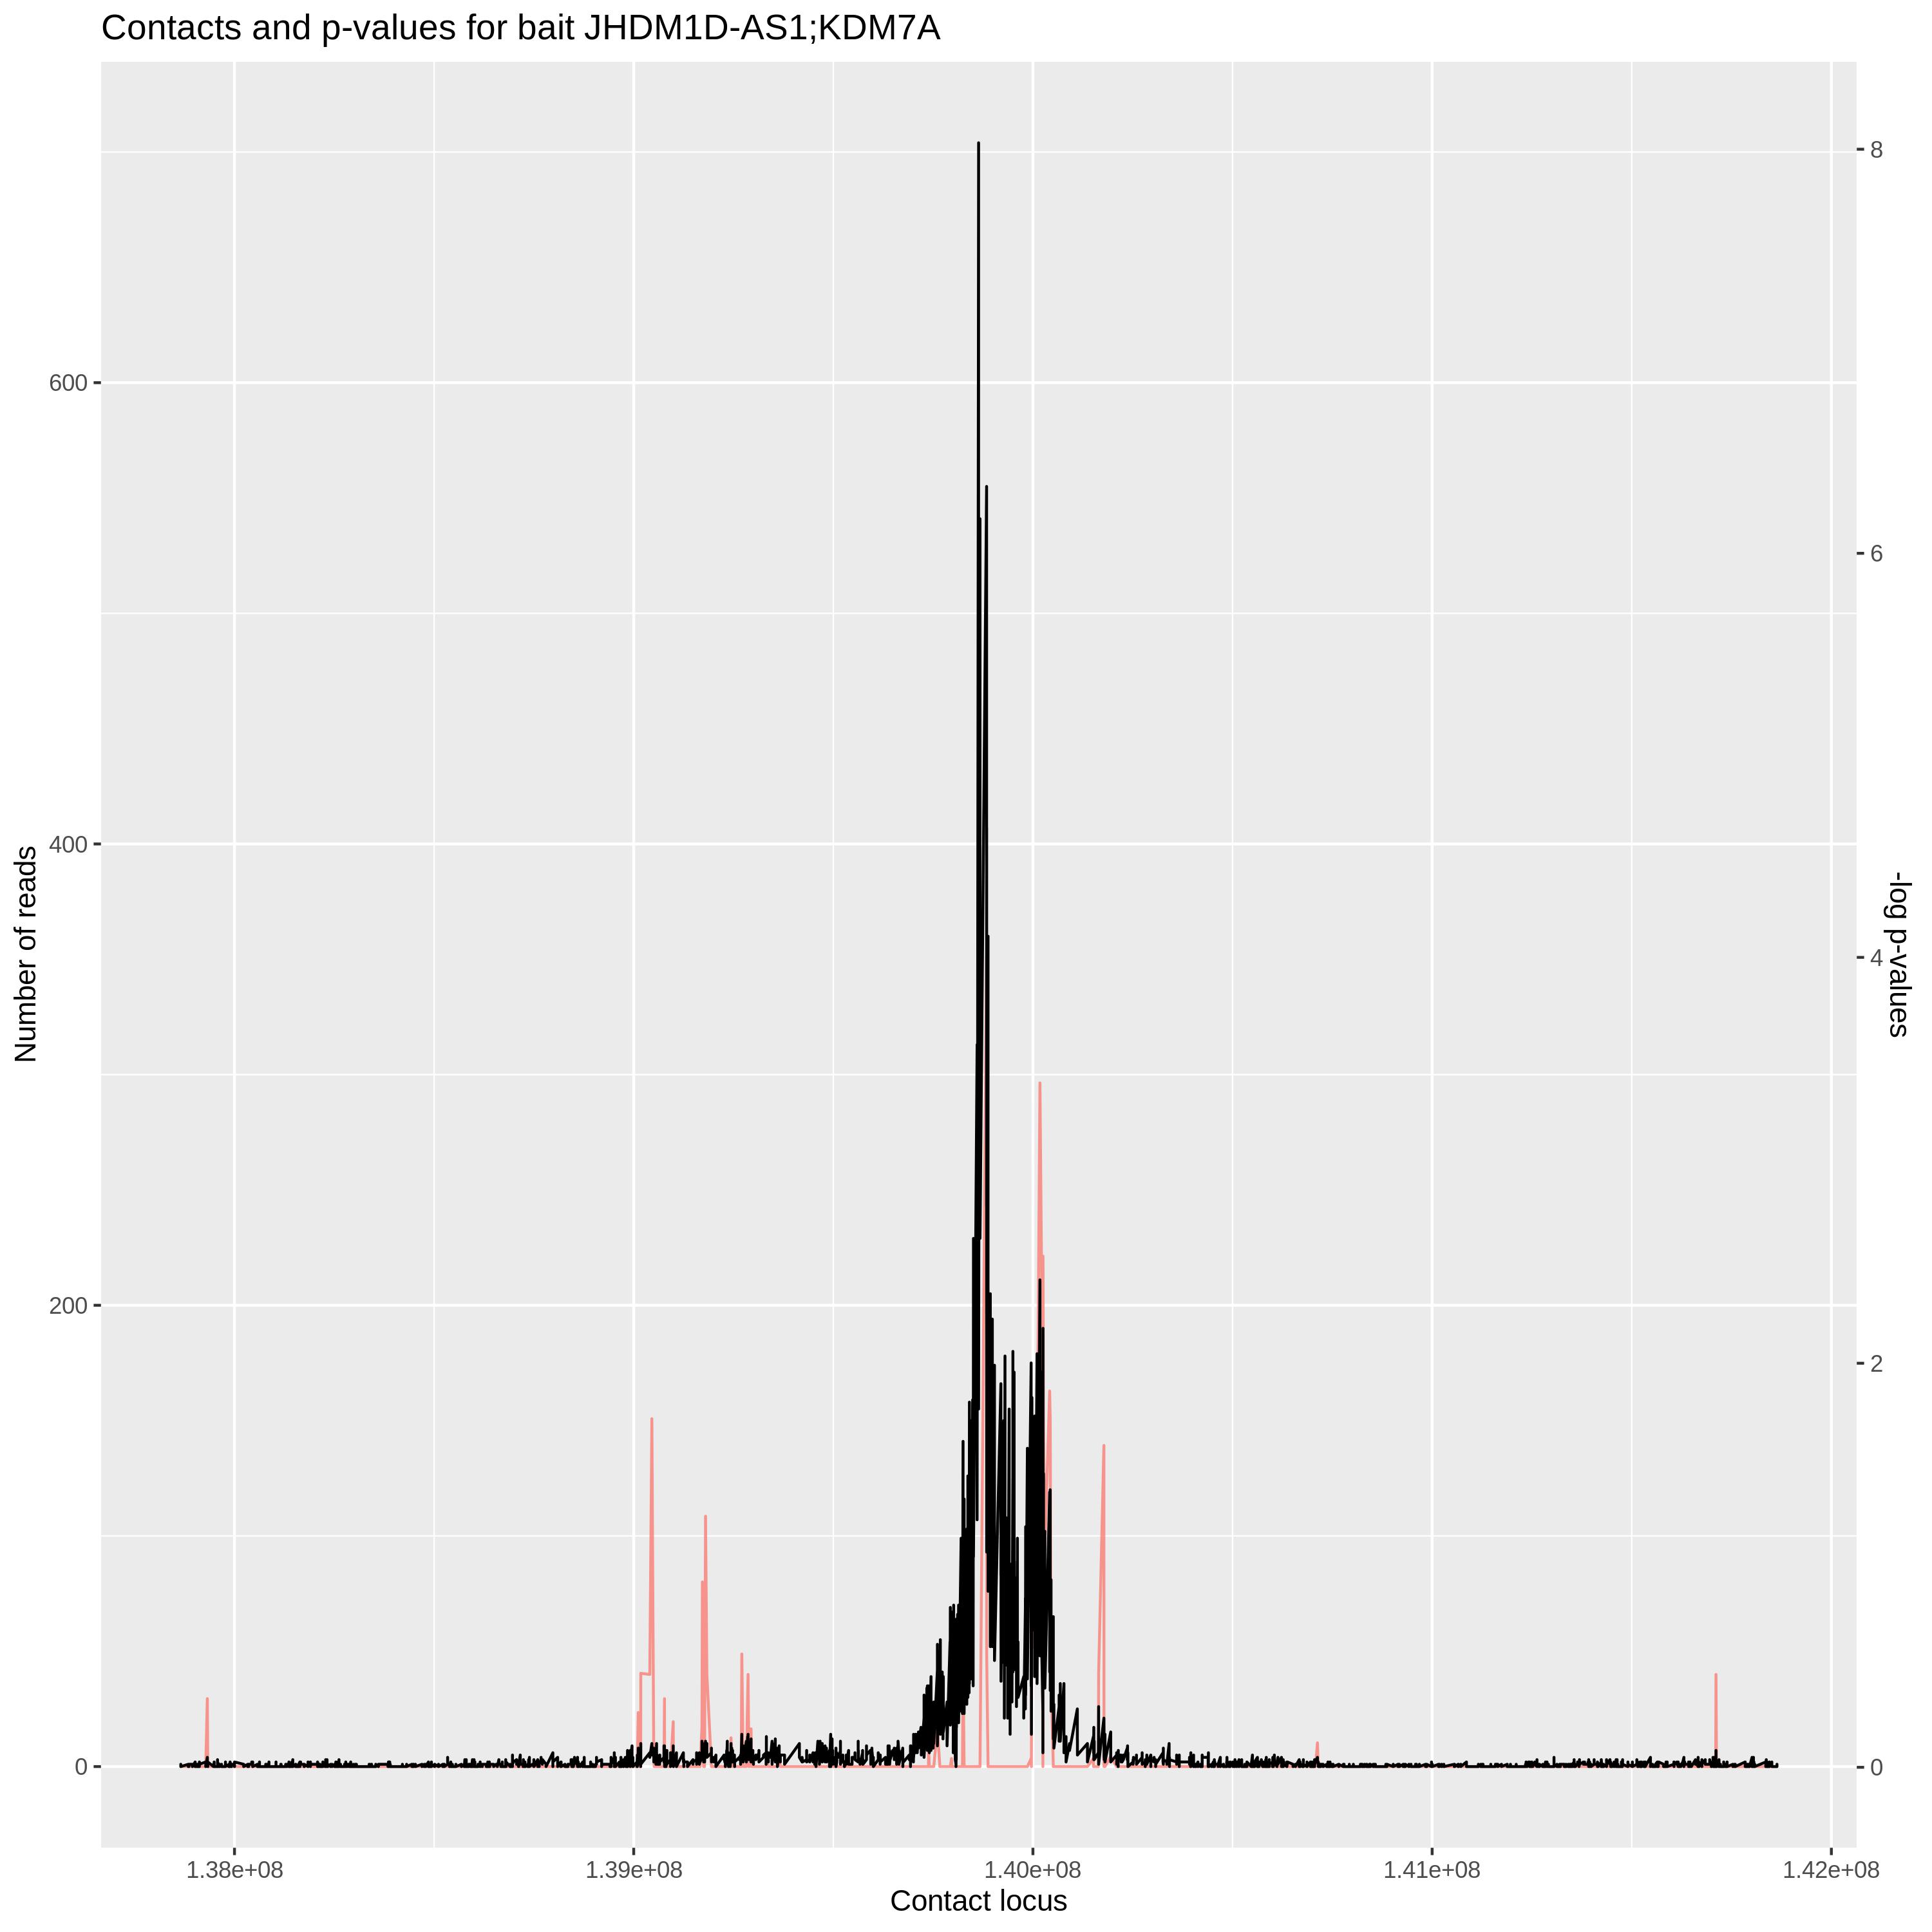 Contacts and p-values for bait JHDM1D-AS1;KDM7A
Number of reads
600
400
200
0
8
6
4
2
0
-log p-values
1.38e+08 1.39e+08 1.40e+08 1.41e+08 1.42e+08
Contact locus